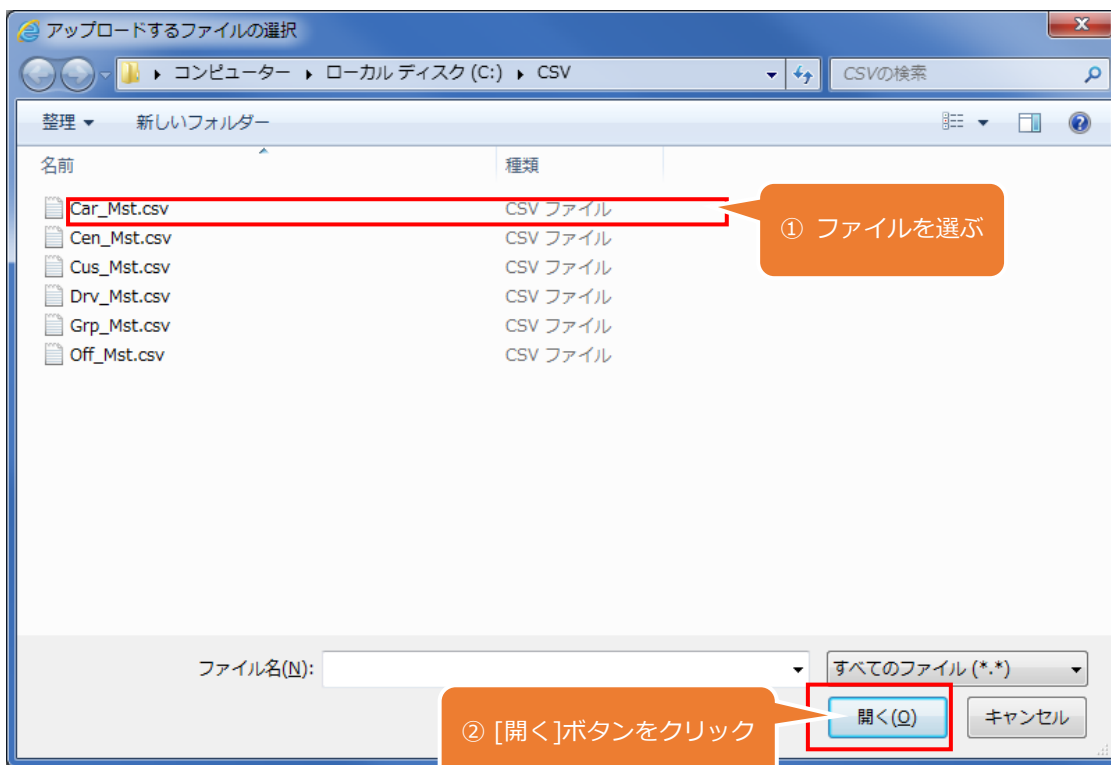 アップロードするファイルの選択
コンピューター ▸ ローカル ディスク (C:) ▸ CSV
CSVの検索
整理 ▼ 新しいフォルダー
名前 種類
Car_Mst.csv CSV ファイル
① ファイルを選ぶ
Cen_Mst.csv CSV ファイル
Cus_Mst.csv CSV ファイル
Drv_Mst.csv CSV ファイル
Grp_Mst.csv CSV ファイル
Off_Mst.csv CSV ファイル
ファイル名(N): すべてのファイル (*.*)
② [開く]ボタンをクリック
開く(O) キャンセル